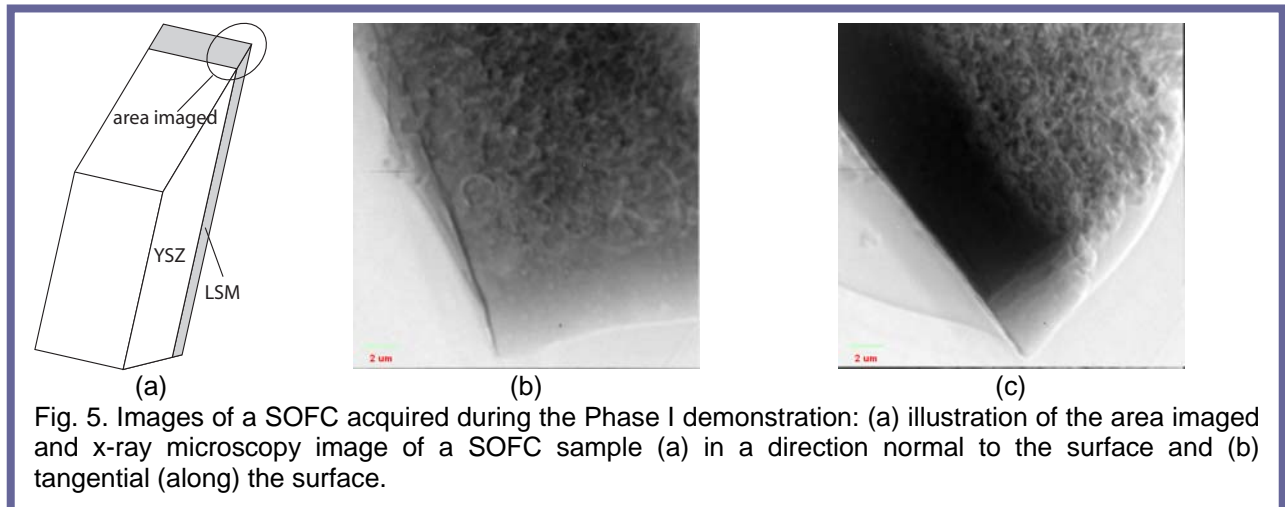 area imaged
YSZ
LSM
2 um
2 um
(a)
(b)
(c)
Fig. 5. Images of a SOFC acquired during the Phase I demonstration: (a) illustration of the area imaged
and x-ray microscopy image of a SOFC sample (a) in a direction normal to the surface and (b)
tangential (along) the surface.